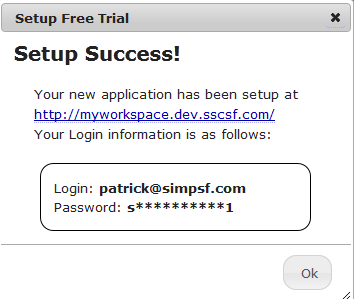 Setup Free Trial
Setup Success!
Your new application has been setup at
http://myworkspace.dev.sscsf.com/
Your Login information is as follows:
Login: patrick@simpsf.com
Password: s**********1
Ok